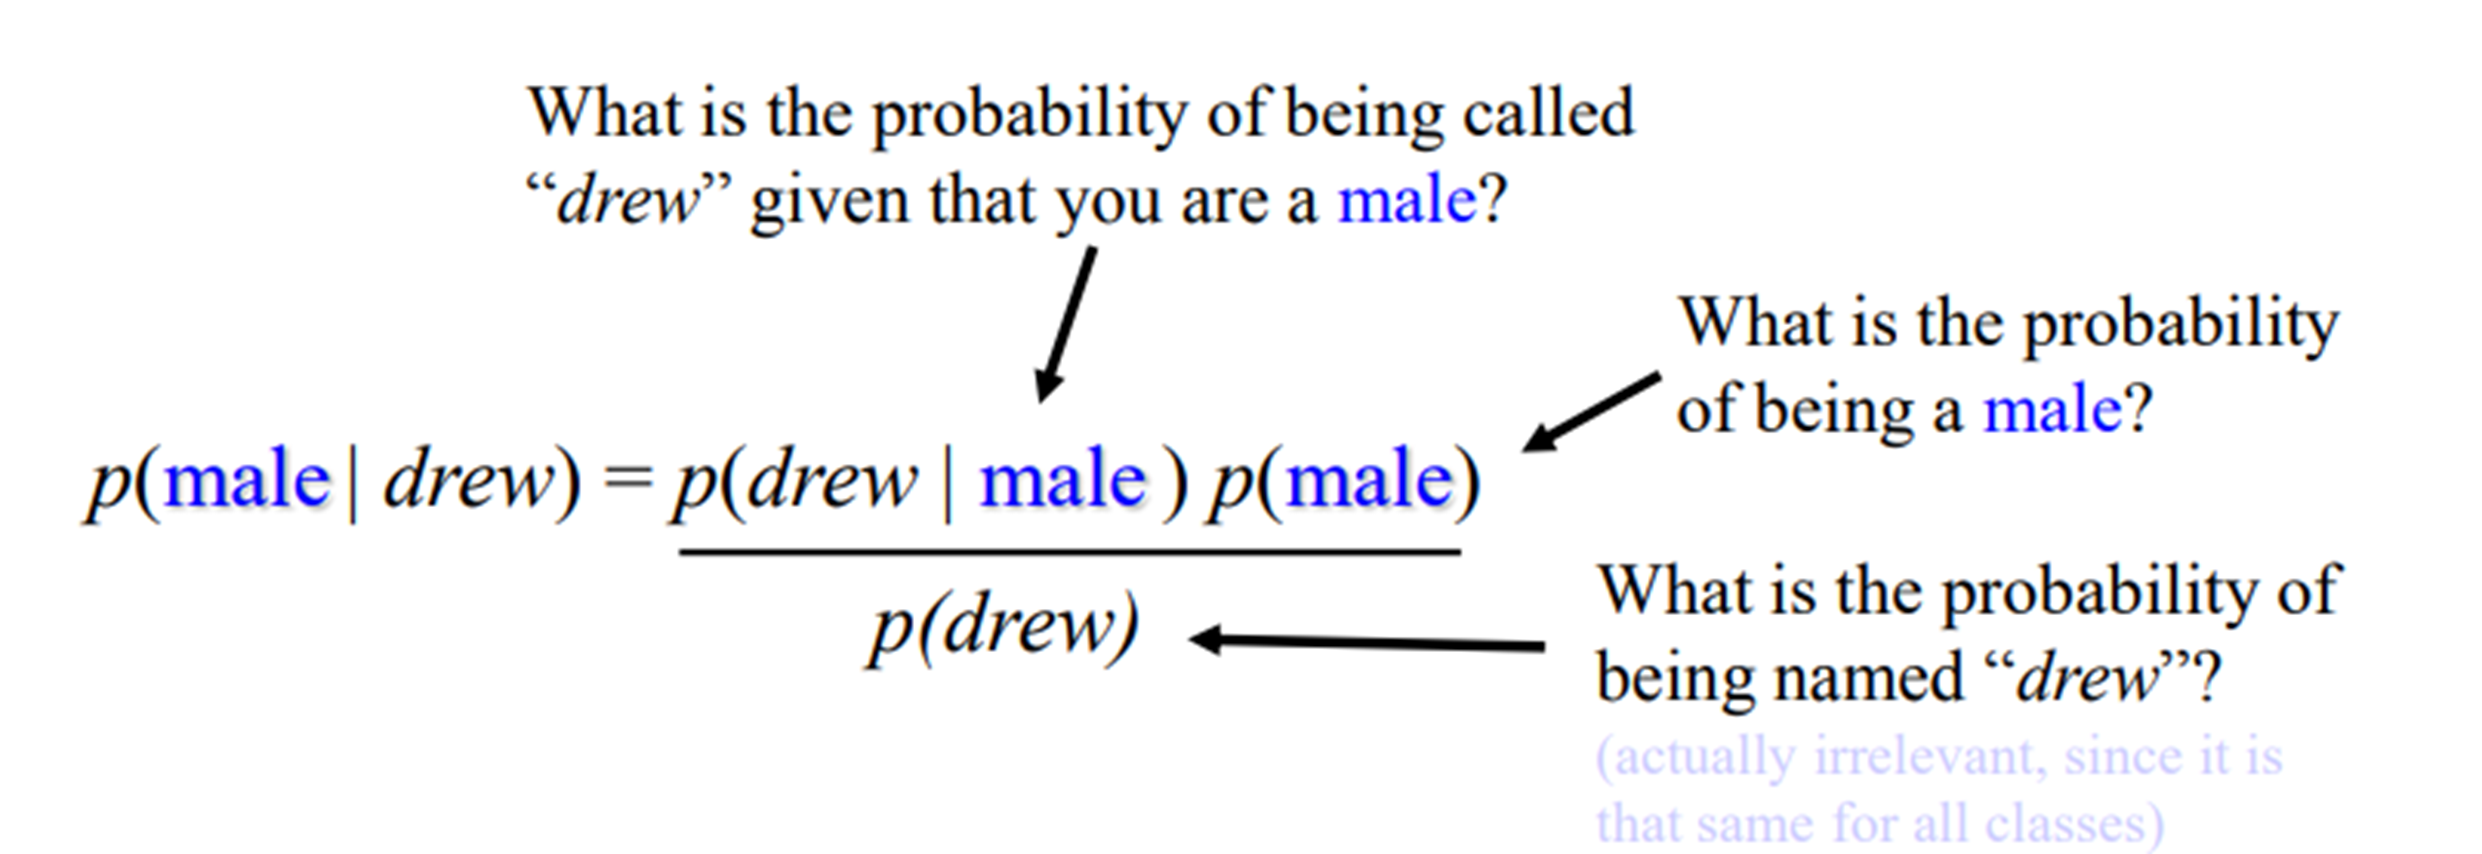 What is the probability of being called
“drew” given that you are a male?
What is the probability
of being a male?
p(male | drew) = p(drew | male ) p(male)
p(drew)
What is the probability of
being named “drew”?
(actually irrelevant, since it is
that same for all classes)